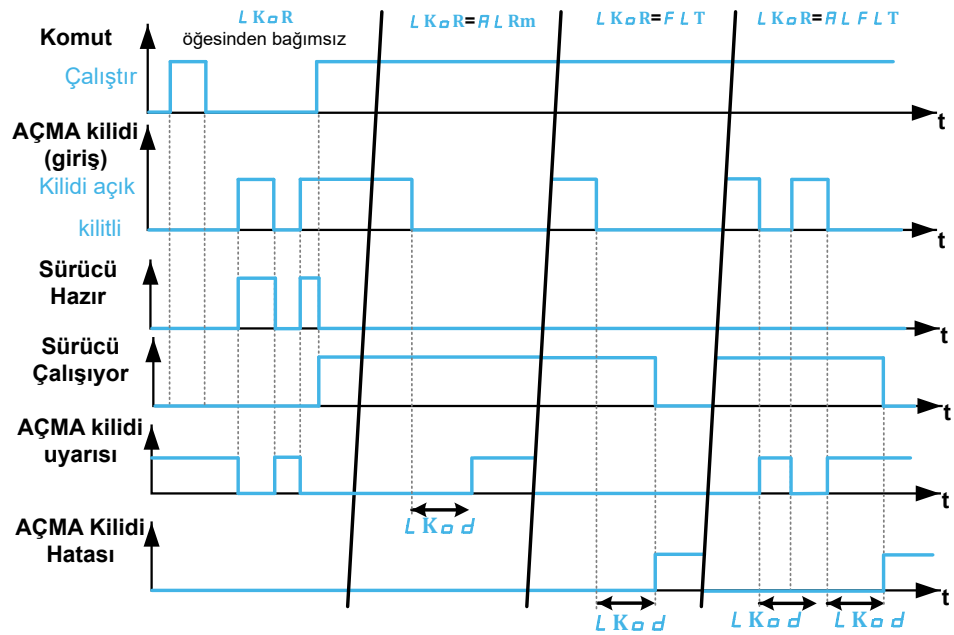 LKoR
öğesinden bağımsız
LKoR=ALRm
LKoR=FLT
LKoR=ALFLT
Komut
Çalıştır
t
AÇMA kilidi
(giriş)
Kilidi açık
kilitli
t
Sürücü
Hazır
t
Sürücü
Çalışıyor
t
AÇMA kilidi
uyarısı
t
LKod
AÇMA Kilidi
Hatası
t
LKod
LKod
LKod